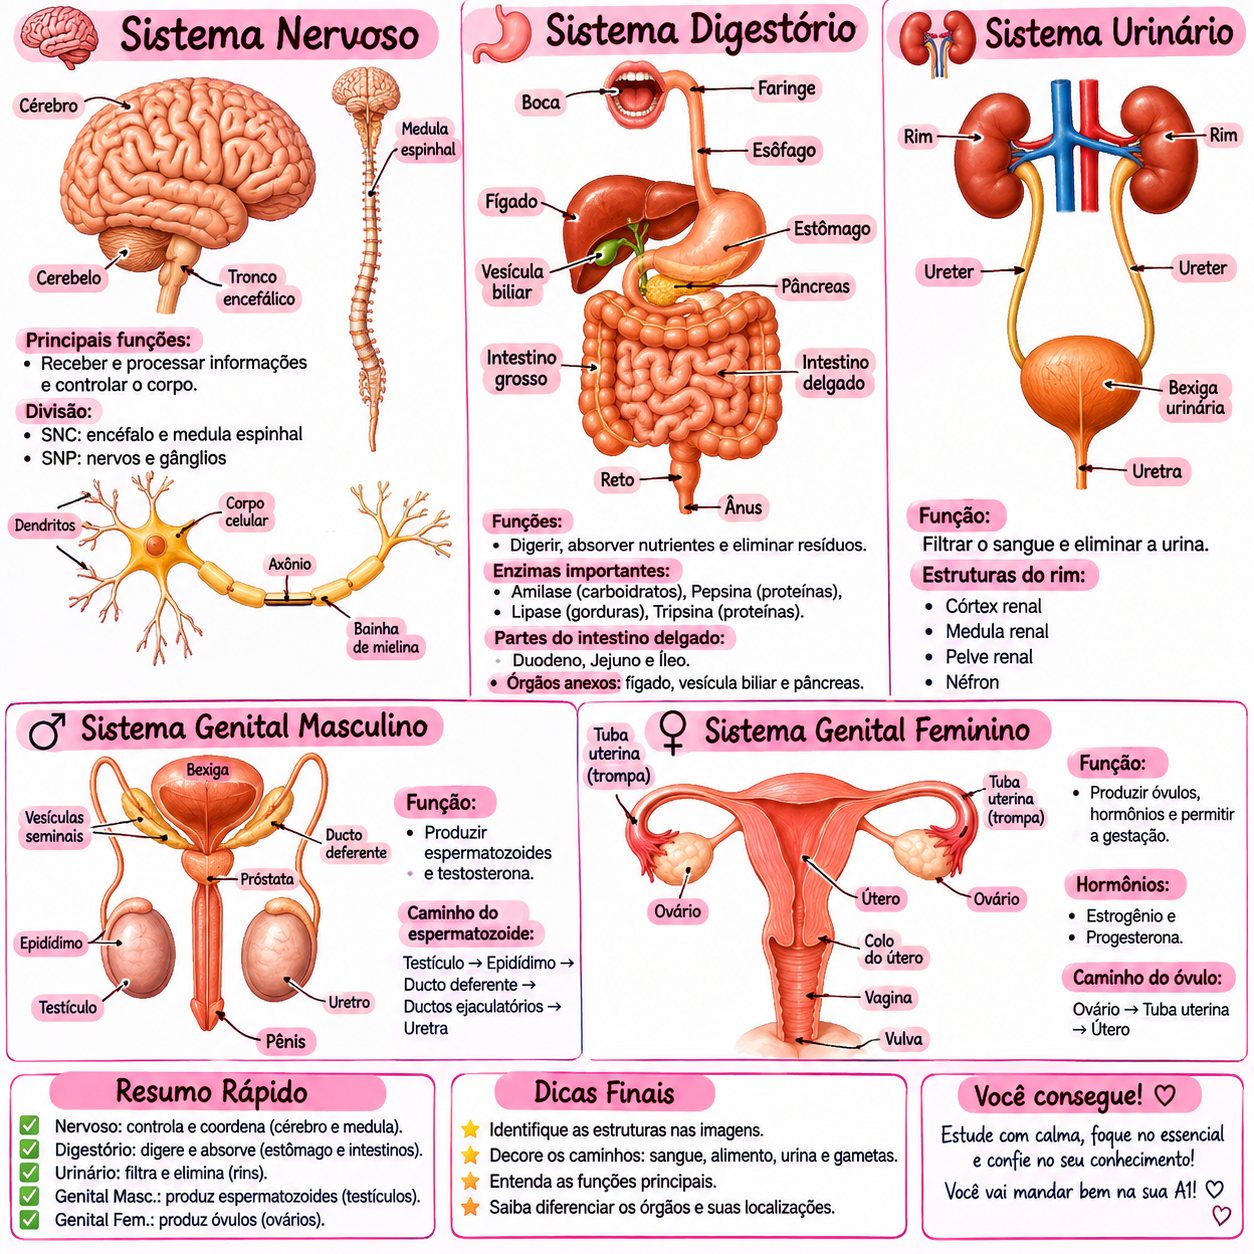 Sistema Nervoso
Cérebro
Medula
espinhal
Cerebelo
Tronco
encefálico
Principais funções:
• Receber e processar informações
e controlar o corpo.
Divisão:
• SNC: encéfalo e medula espinhal
• SNP: nervos e gânglios
Dendritos
Corpo
celular
Axônio
Bainha
de mielina
Sistema Digestório
Boca
Faringe
Esôfago
Fígado
Estômago
Vesícula
biliar
Pâncreas
Intestino
grosso
Intestino
delgado
Reto
Ânus
Funções:
• Digerir, absorver nutrientes e eliminar resíduos.
Enzimas importantes:
• Amilase (carboidratos), Pepsina (proteínas),
• Lipase (gorduras), Tripsina (proteínas).
Partes do intestino delgado:
• Duodeno, Jejuno e Íleo.
• Órgãos anexos: fígado, vesícula biliar e pâncreas.
Sistema Urinário
Rim
Rim
Ureter
Ureter
Bexiga
urinária
Uretra
Função:
Filtrar o sangue e eliminar a urina.
Estruturas do rim:
• Córtex renal
• Medula renal
• Pelve renal
• Néfron
♂ Sistema Genital Masculino
Bexiga
Vesículas
seminais
Ducto
deferente
Próstata
Epidídimo
Testículo
Uretro
Pênis
Função:
• Produzir
espermatozoides
• e testosterona.
Caminho do
espermatozoide:
Testículo → Epidídimo →
Ducto deferente →
Ductos ejaculatórios →
Uretra
♀ Sistema Genital Feminino
Tuba
uterina
(trompa)
Tuba
uterina
(trompa)
Ovário
Útero
Ovário
Colo
do útero
Vagina
Vulva
Função:
• Produzir óvulos,
hormônios e permitir
a gestação.
Hormônios:
• Estrogênio e
• Progesterona.
Caminho do óvulo:
Ovário → Tuba uterina
→ Útero
Resumo Rápido
✅ Nervoso: controla e coordena (cérebro e medula).
✅ Digestório: digere e absorve (estômago e intestinos).
✅ Urinário: filtra e elimina (rins).
✅ Genital Masc.: produz espermatozoides (testículos).
✅ Genital Fem.: produz óvulos (ovários).
Dicas Finais
⭐ Identifique as estruturas nas imagens.
⭐ Decore os caminhos: sangue, alimento, urina e gametas.
⭐ Entenda as funções principais.
⭐ Saiba diferenciar os órgãos e suas localizações.
Você consegue! ♡
Estude com calma, foque no essencial
e confie no seu conhecimento!
Você vai mandar bem na sua A1! ♡
♡